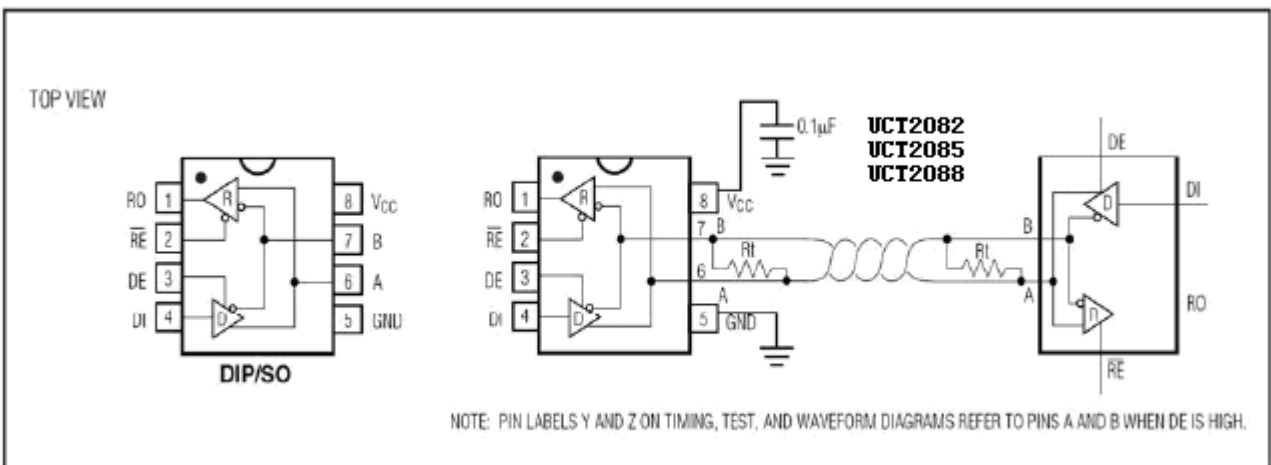 TOP VIEW
RO 1
RE 2
DE 3
DI 4
8 VCC
7 B
6 A
5 GND
R
D
DIP/SO
RO 1
RE 2
DE 3
DI 4
R
D
8 VCC
7 B
6 A
5 GND
0.1µF
VCT2082
VCT2085
VCT2088
Rt
Rt
B
A
DE
DI
D
R
RO
RE
NOTE: PIN LABELS Y AND Z ON TIMING, TEST, AND WAVEFORM DIAGRAMS REFER TO PINS A AND B WHEN DE IS HIGH.